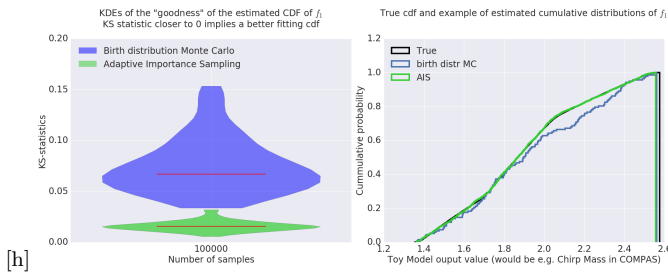 KDEs of the "goodness" of the estimated CDF of f1
KS statistic closer to 0 implies a better fitting cdf
0.20
0.15
0.10
0.05
0.00
KS-statistics
Birth distribution Monte Carlo
Adaptive Importance Sampling
100000
Number of samples
True cdf and example of estimated cumulative distributions of f1
1.2
1.0
0.8
0.6
0.4
0.2
0.0
Cummulative probability
True
birth distr MC
AIS
1.2 1.4 1.6 1.8 2.0 2.2 2.4 2.6
Toy Model ouput value (would be e.g. Chirp Mass in COMPAS)
[h]